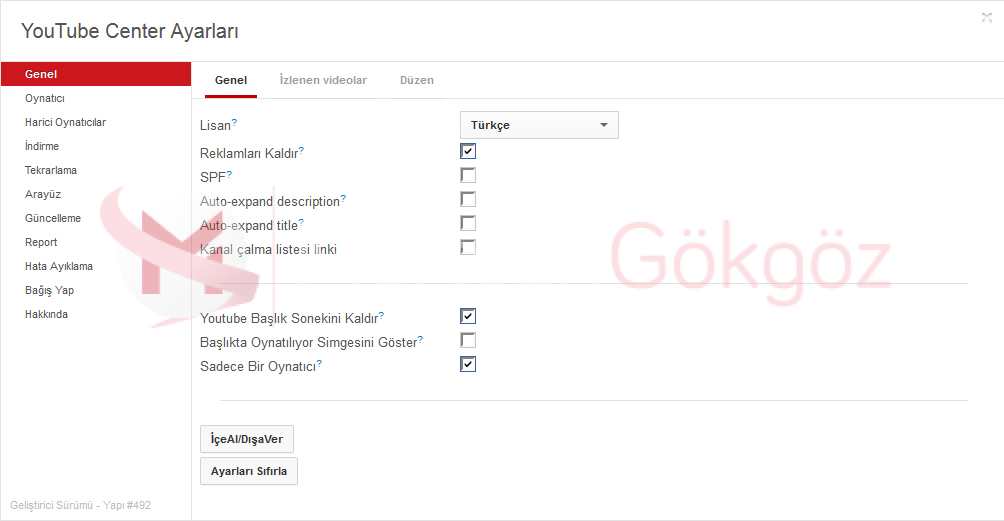 YouTube Center Ayarları
Genel
Oynatıcı
Harici Oynatıcılar
İndirme
Tekrarlama
Arayüz
Güncelleme
Report
Hata Ayıklama
Bağış Yap
Hakkında
Geliştirici Sürümü - Yapı #492
Genel İzlenen videolar Düzen
Lisan? Türkçe
Reklamları Kaldır?
SPF?
Auto-expand description?
Auto-expand title?
Kanal çalma listesi linki
Gökgöz
Youtube Başlık Sonekini Kaldır?
Başlıkta Oynatılıyor Simgesini Göster?
Sadece Bir Oynatıcı?
İçeAl/DışaVer
Ayarları Sıfırla